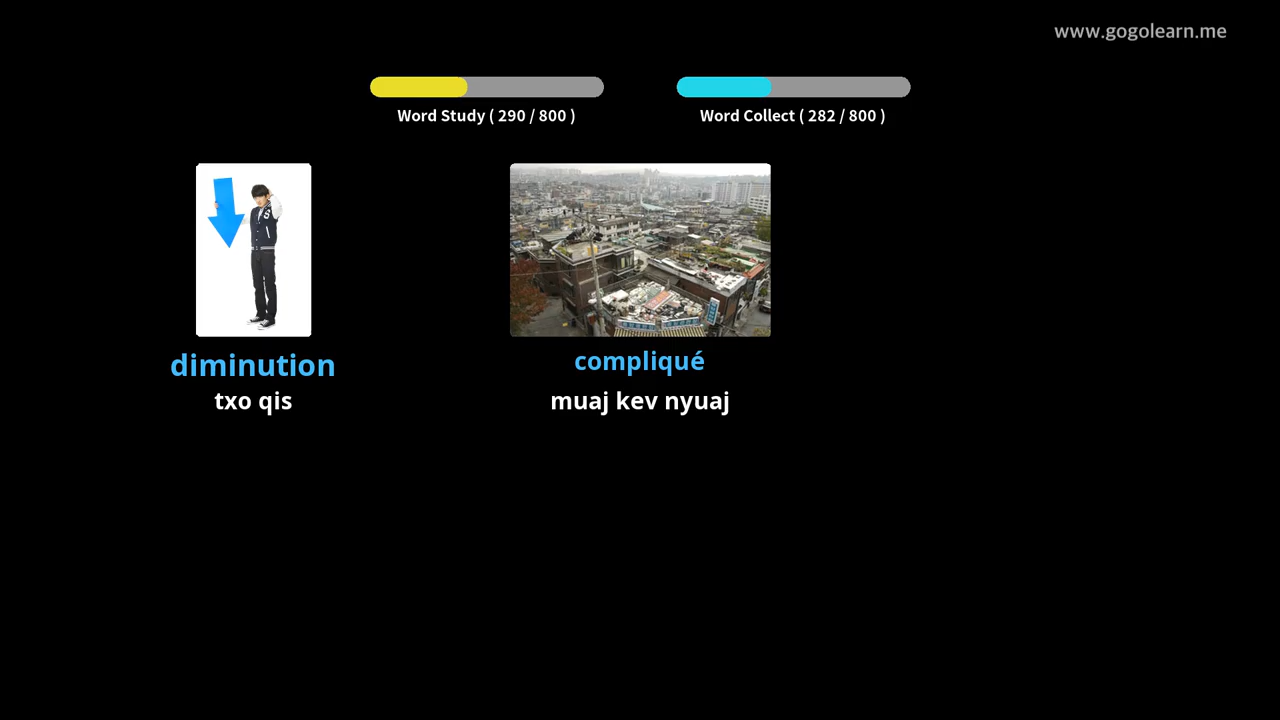 www.gogolearn.me
Word Study ( 290 / 800 )
Word Collect ( 282 / 800 )
diminution
txo qis
compliqué
muaj kev nyuaj